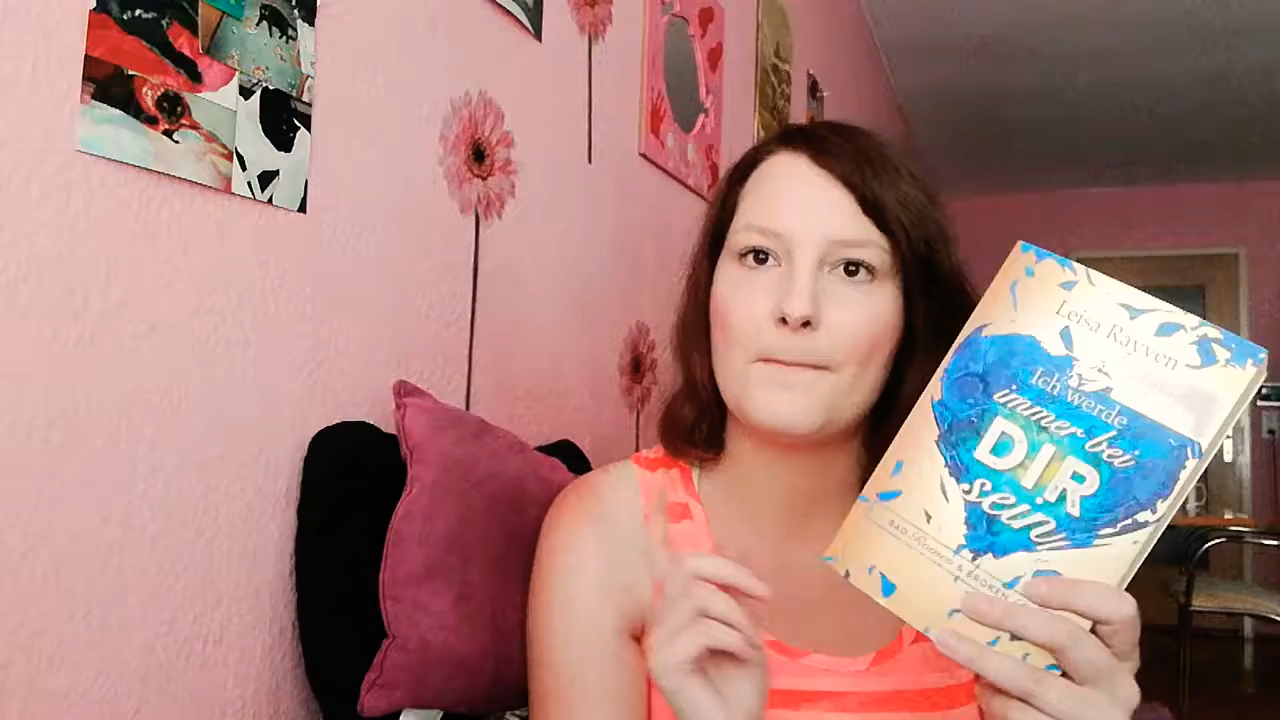 Leisa Rayven
Ich werde
immer bei
DIR
sein
BAD Romeo & BROKEN